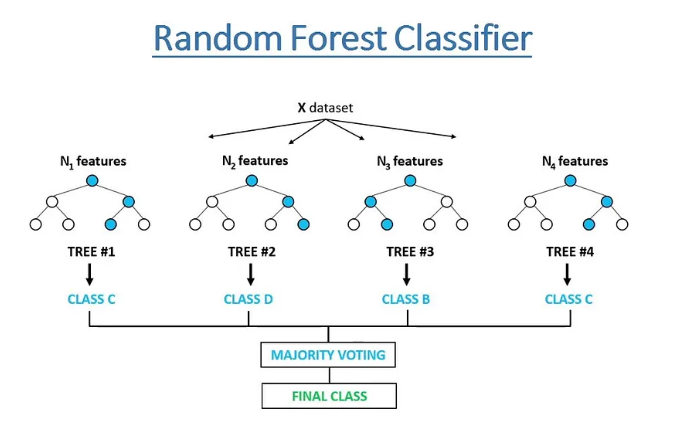 Random Forest Classifier
X dataset
N₁ features N₂ features N₃ features N₄ features
TREE #1 TREE #2 TREE #3 TREE #4
CLASS C CLASS D CLASS B CLASS C
MAJORITY VOTING
FINAL CLASS